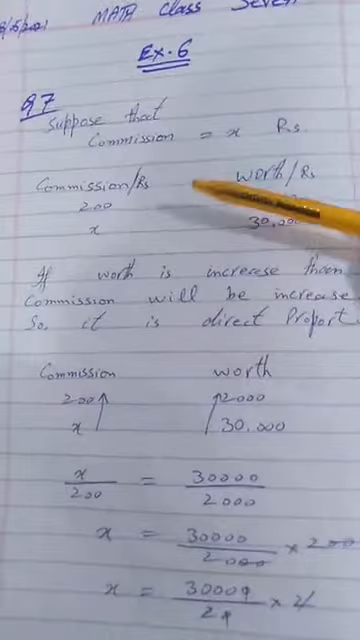 MATH Class Seven
Ex.6
Q7
Suppose that
Commission = x Rs.
Commission/Rs worth/Rs
200
x 30,000
If worth is increase then
Commission will be increase
So, it is direct Proport
Commission worth
200 2000
x 30,000
x/200 = 30000/2000
x = 30000/2000 × 200
x = 30000/20 × 2